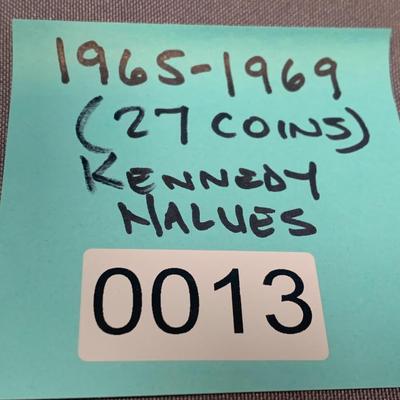 1965-1969
(27 COINS)
KENNEDY
HALVES
0013